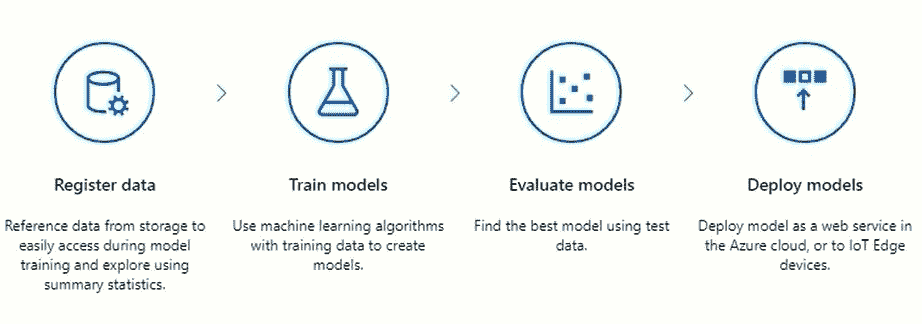 Register data
Reference data from storage to
easily access during model
training and explore using
summary statistics.
Train models
Use machine learning algorithms
with training data to create
models.
Evaluate models
Find the best model using test
data.
Deploy models
Deploy model as a web service in
the Azure cloud, or to IoT Edge
devices.